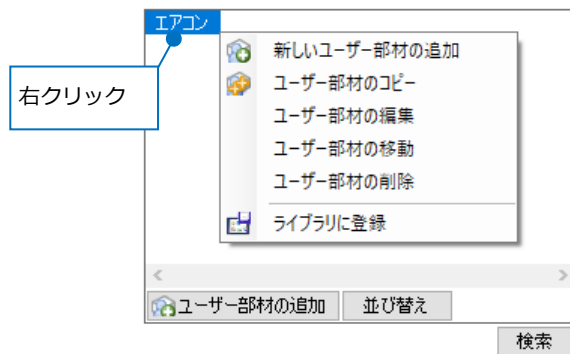 エアコン
右クリック
新しいユーザー部材の追加
ユーザー部材のコピー
ユーザー部材の編集
ユーザー部材の移動
ユーザー部材の削除
ライブラリに登録
ユーザー部材の追加
並び替え
検索